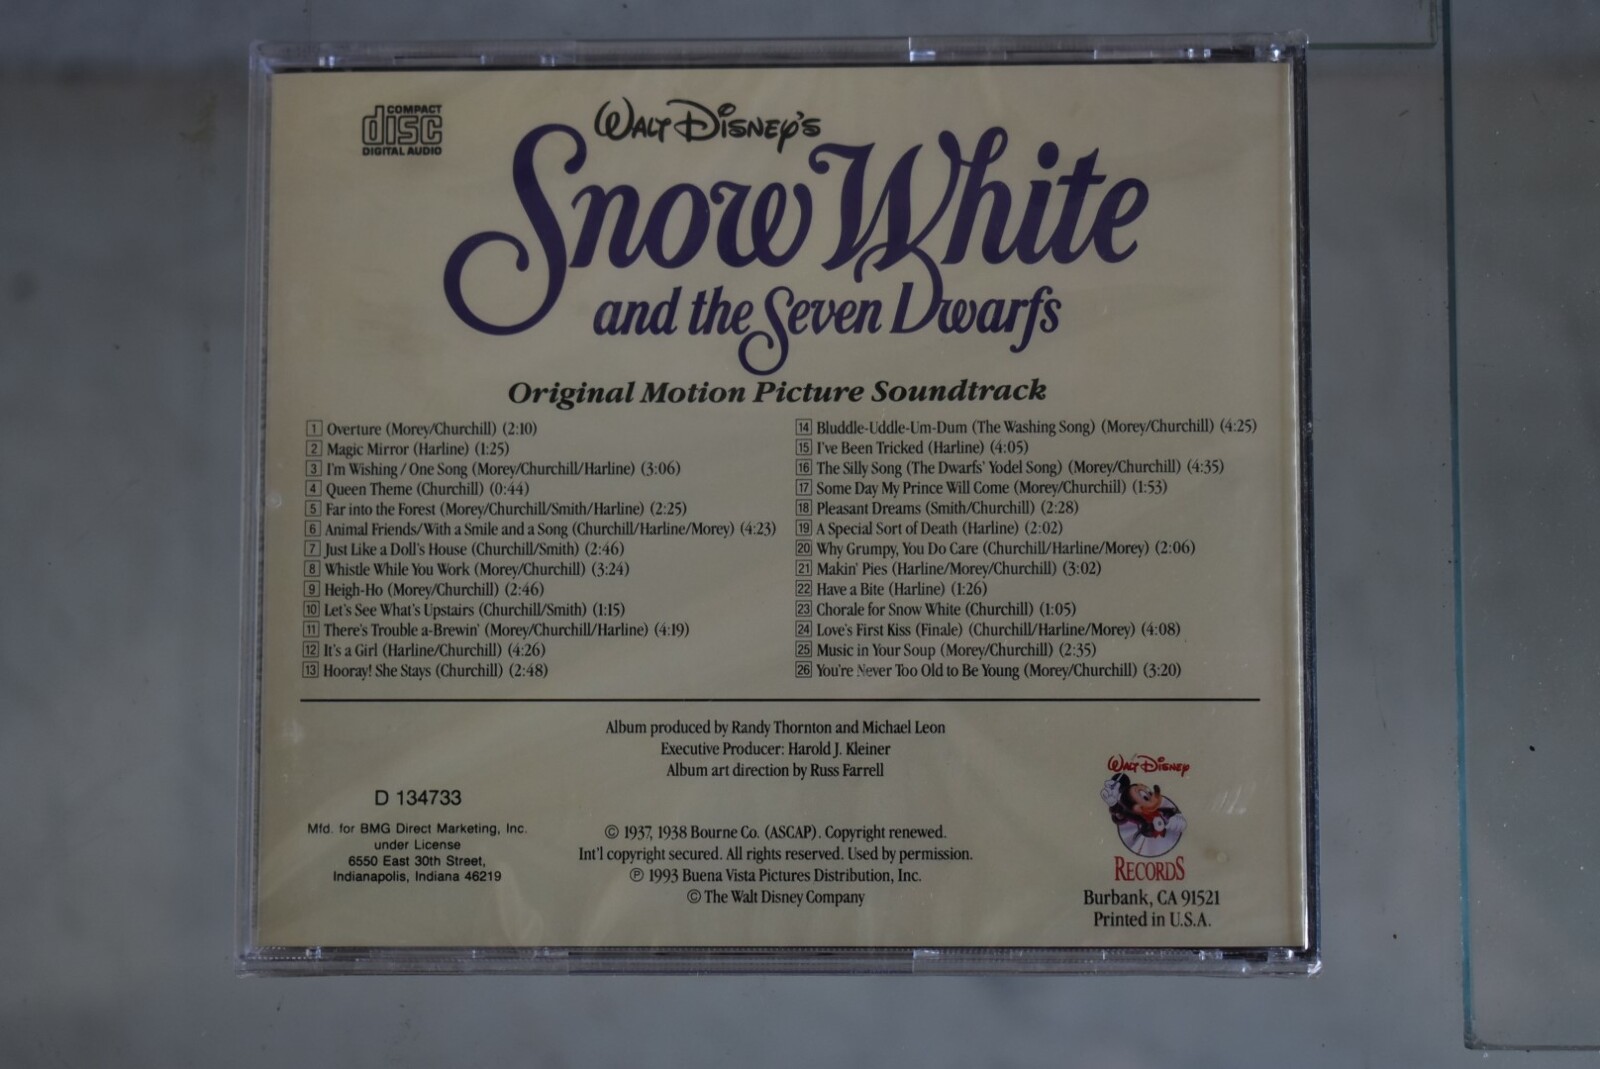 COMPACT
disc
DIGITAL AUDIO
WALT DISNEY'S
Snow White
and the Seven Dwarfs
Original Motion Picture Soundtrack
1 Overture (Morey/Churchill) (2:10)
2 Magic Mirror (Harline) (1:25)
3 I'm Wishing / One Song (Morey/Churchill/Harline) (3:06)
4 Queen Theme (Churchill) (0:44)
5 Far into the Forest (Morey/Churchill/Smith/Harline) (2:25)
6 Animal Friends/With a Smile and a Song (Churchill/Harline/Morey) (4:23)
7 Just Like a Doll's House (Churchill/Smith) (2:46)
8 Whistle While You Work (Morey/Churchill) (3:24)
9 Heigh-Ho (Morey/Churchill) (2:46)
10 Let's See What's Upstairs (Churchill/Smith) (1:15)
11 There's Trouble a-Brewin' (Morey/Churchill/Harline) (4:19)
12 It's a Girl (Harline/Churchill) (4:26)
13 Hooray! She Stays (Churchill) (2:48)
14 Bluddle-Uddle-Um-Dum (The Washing Song) (Morey/Churchill) (4:25)
15 I've Been Tricked (Harline) (4:05)
16 The Silly Song (The Dwarfs' Yodel Song) (Morey/Churchill) (4:35)
17 Some Day My Prince Will Come (Morey/Churchill) (1:53)
18 Pleasant Dreams (Smith/Churchill) (2:28)
19 A Special Sort of Death (Harline) (2:02)
20 Why Grumpy, You Do Care (Churchill/Harline/Morey) (2:06)
21 Makin' Pies (Harline/Morey/Churchill) (3:02)
22 Have a Bite (Harline) (1:26)
23 Chorale for Snow White (Churchill) (1:05)
24 Love's First Kiss (Finale) (Churchill/Harline/Morey) (4:08)
25 Music in Your Soup (Morey/Churchill) (2:35)
26 You're Never Too Old to Be Young (Morey/Churchill) (3:20)
Album produced by Randy Thornton and Michael Leon
Executive Producer: Harold J. Kleiner
Album art direction by Russ Farrell
D 134733
Mfd. for BMG Direct Marketing, Inc.
under License
6550 East 30th Street,
Indianapolis, Indiana 46219
© 1937, 1938 Bourne Co. (ASCAP). Copyright renewed.
Int'l copyright secured. All rights reserved. Used by permission.
℗ 1993 Buena Vista Pictures Distribution, Inc.
© The Walt Disney Company
WALT DISNEY
RECORDS
Burbank, CA 91521
Printed in U.S.A.